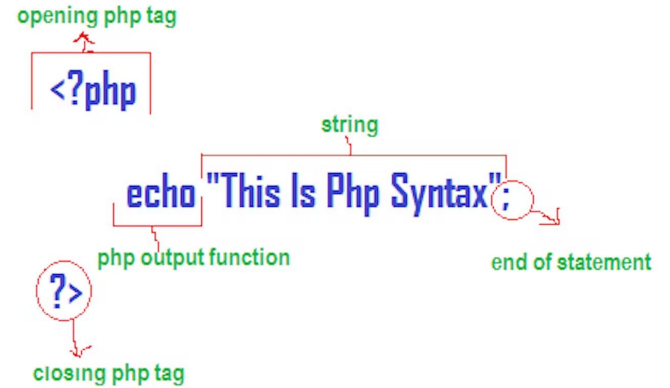 opening php tag
<?php
string
echo "This Is Php Syntax";
php output function
end of statement
?>
closing php tag